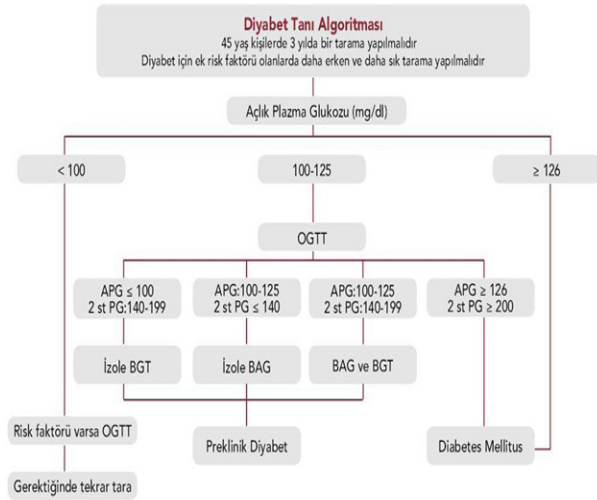 Diyabet Tanı Algoritması
45 yaş kişilerde 3 yılda bir tarama yapılmalıdır
Diyabet için ek risk faktörü olanlarda daha erken ve daha sık tarama yapılmalıdır
Açlık Plazma Glukozu (mg/dl)
< 100
100-125
≥ 126
OGTT
APG ≤ 100
2 st PG:140-199
APG:100-125
2 st PG ≤ 140
APG:100-125
2 st PG:140-199
APG ≥ 126
2 st PG ≥ 200
İzole BGT
İzole BAG
BAG ve BGT
Risk faktörü varsa OGTT
Preklinik Diyabet
Diabetes Mellitus
Gerektiğinde tekrar tara